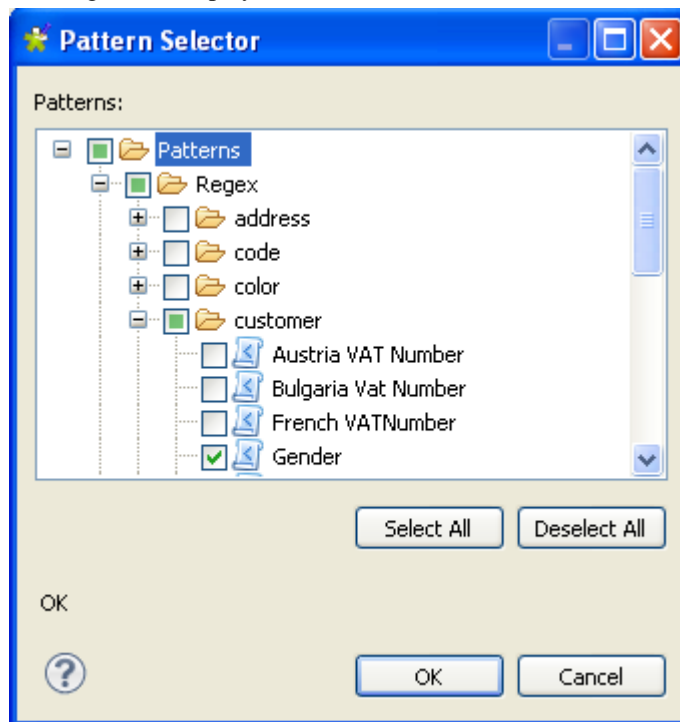 Pattern Selector
Patterns:
Patterns
Regex
address
code
color
customer
Austria VAT Number
Bulgaria Vat Number
French VATNumber
Gender
Select All Deselect All
OK
? OK Cancel